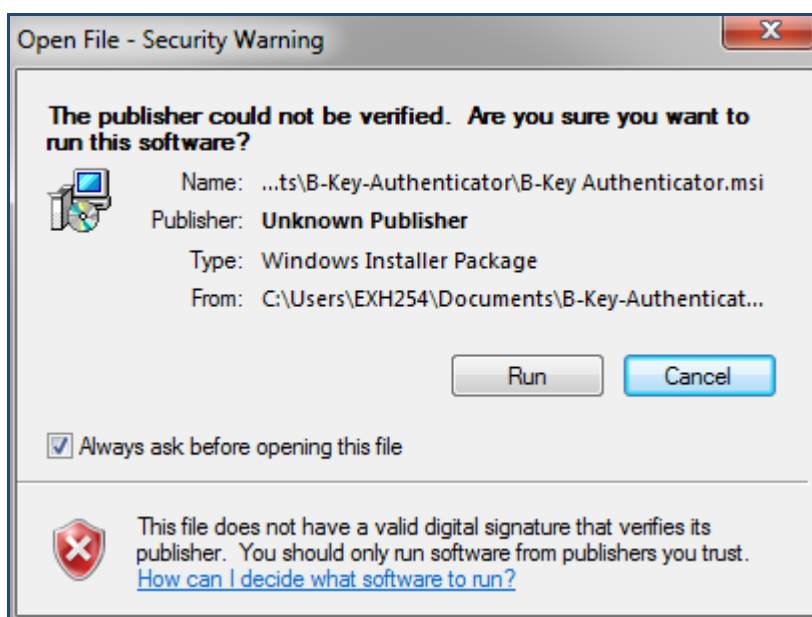 Open File - Security Warning
The publisher could not be verified.  Are you sure you want to
run this software?
Name: ...ts\B-Key-Authenticator\B-Key Authenticator.msi
Publisher: Unknown Publisher
Type: Windows Installer Package
From: C:\Users\EXH254\Documents\B-Key-Authenticat...
Run Cancel
Always ask before opening this file
This file does not have a valid digital signature that verifies its
publisher.  You should only run software from publishers you trust.
How can I decide what software to run?